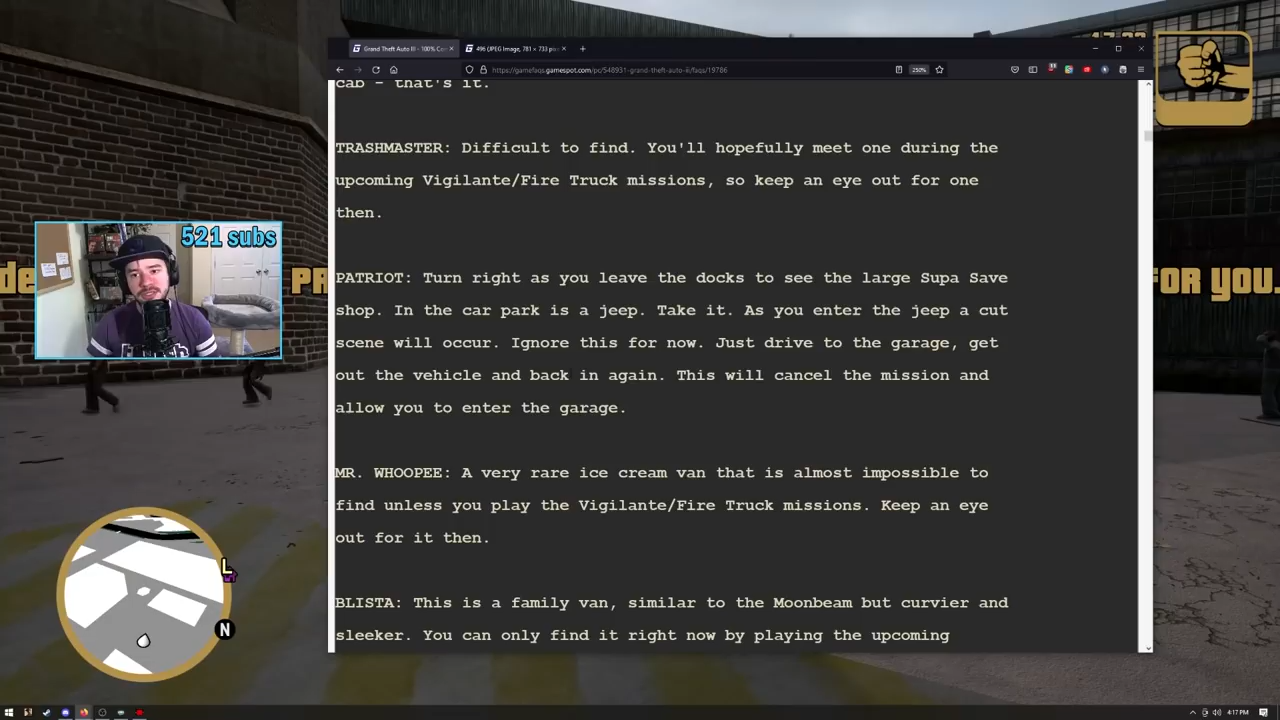 Grand Theft Auto III - 100% Com
496 (JPEG Image, 781 × 733 pix
https://gamefaqs.gamespot.com/pc/548931-grand-theft-auto-iii/faqs/19786
250%
cab - that's it.
TRASHMASTER: Difficult to find. You'll hopefully meet one during the
upcoming Vigilante/Fire Truck missions, so keep an eye out for one
then.
521 subs
PATRIOT: Turn right as you leave the docks to see the large Supa Save
shop. In the car park is a jeep. Take it. As you enter the jeep a cut
scene will occur. Ignore this for now. Just drive to the garage, get
out the vehicle and back in again. This will cancel the mission and
allow you to enter the garage.
FOR YOU.
MR. WHOOPEE: A very rare ice cream van that is almost impossible to
find unless you play the Vigilante/Fire Truck missions. Keep an eye
out for it then.
L
N
BLISTA: This is a family van, similar to the Moonbeam but curvier and
sleeker. You can only find it right now by playing the upcoming
4:17 PM